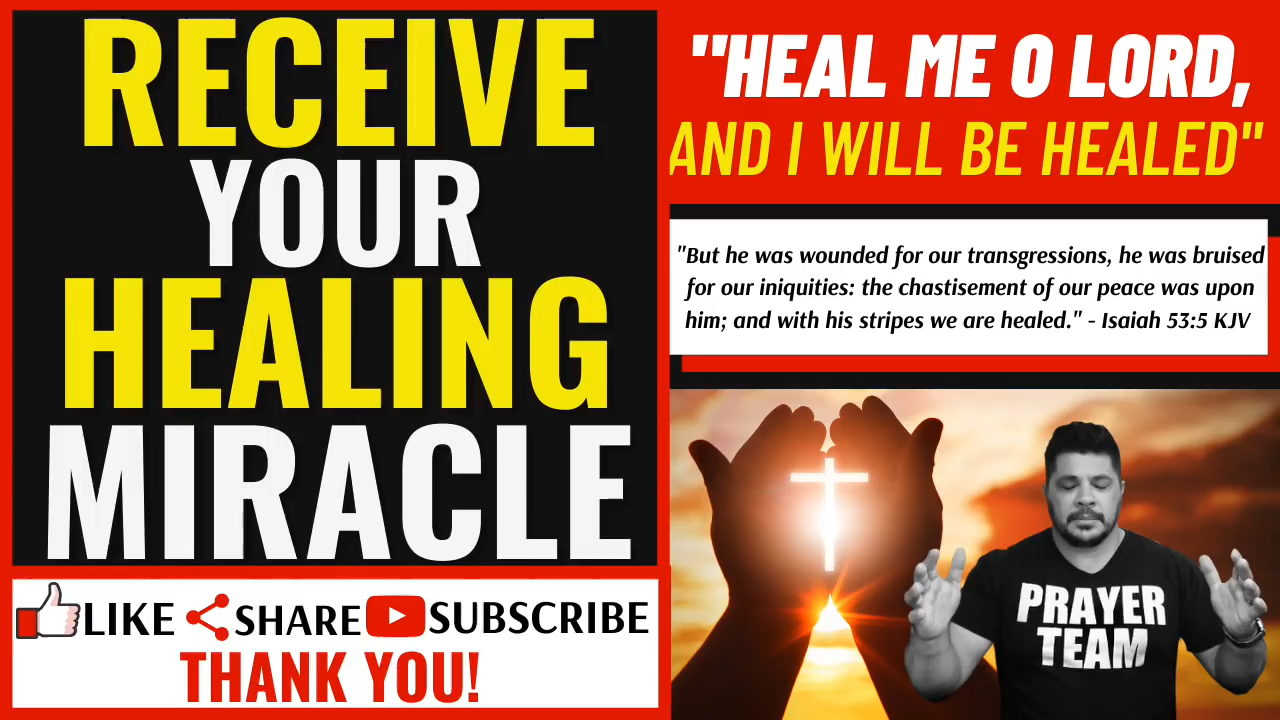 RECEIVE
YOUR
HEALING
MIRACLE
LIKE SHARE SUBSCRIBE
THANK YOU!
"HEAL ME O LORD,
AND I WILL BE HEALED"
"But he was wounded for our transgressions, he was bruised
for our iniquities: the chastisement of our peace was upon
him; and with his stripes we are healed." - Isaiah 53:5 KJV
PRAYER
TEAM